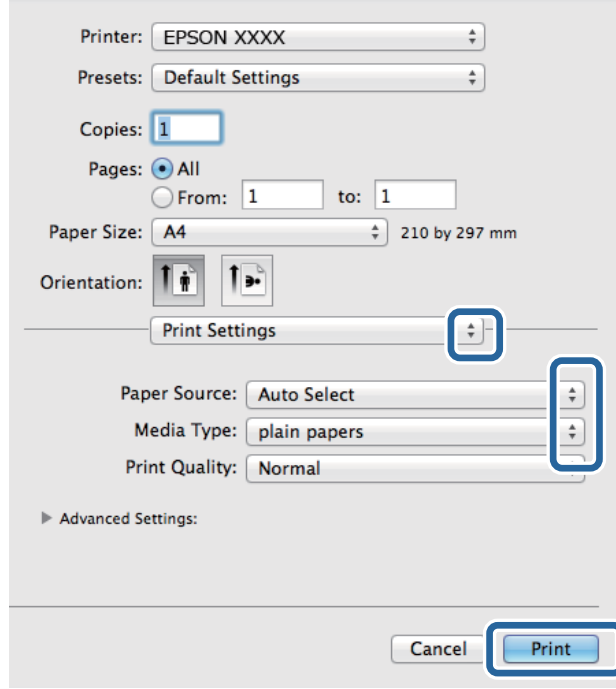 Printer: EPSON XXXX
Presets: Default Settings
Copies: 1
Pages: All
From: 1 to: 1
Paper Size: A4 210 by 297 mm
Orientation:
Print Settings
Paper Source: Auto Select
Media Type: plain papers
Print Quality: Normal
Advanced Settings:
Cancel Print